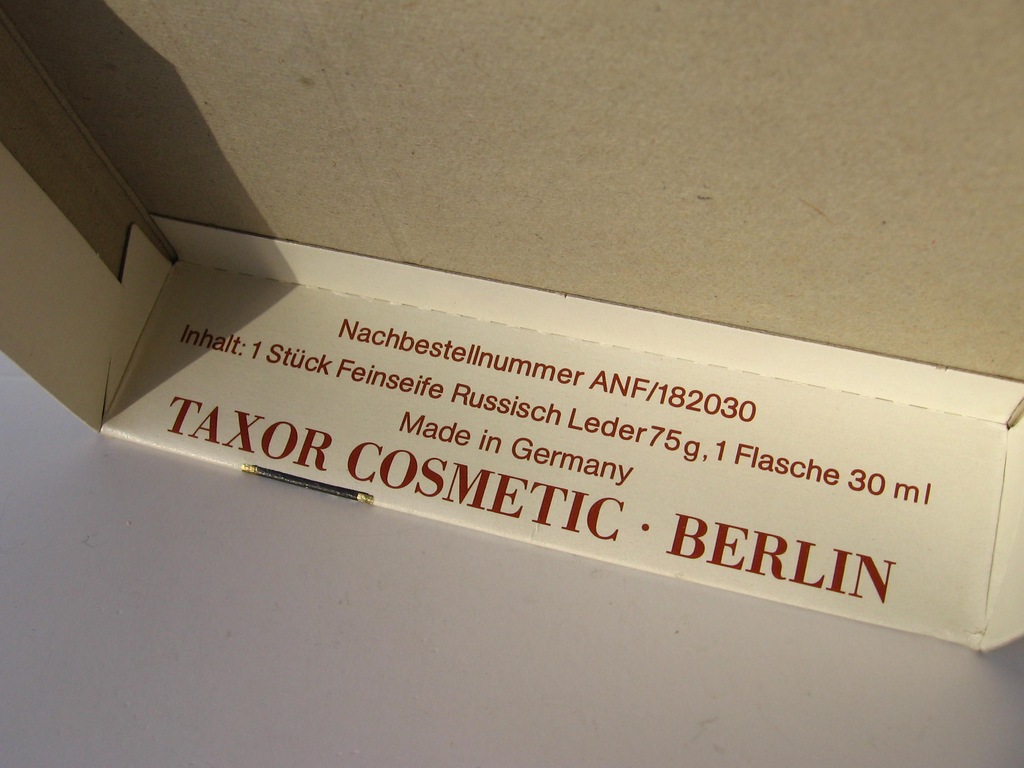 Nachbestellnummer ANF/182030
Inhalt: 1 Stück Feinseife Russisch Leder 75g, 1 Flasche 30 ml
Made in Germany
TAXOR COSMETIC · BERLIN